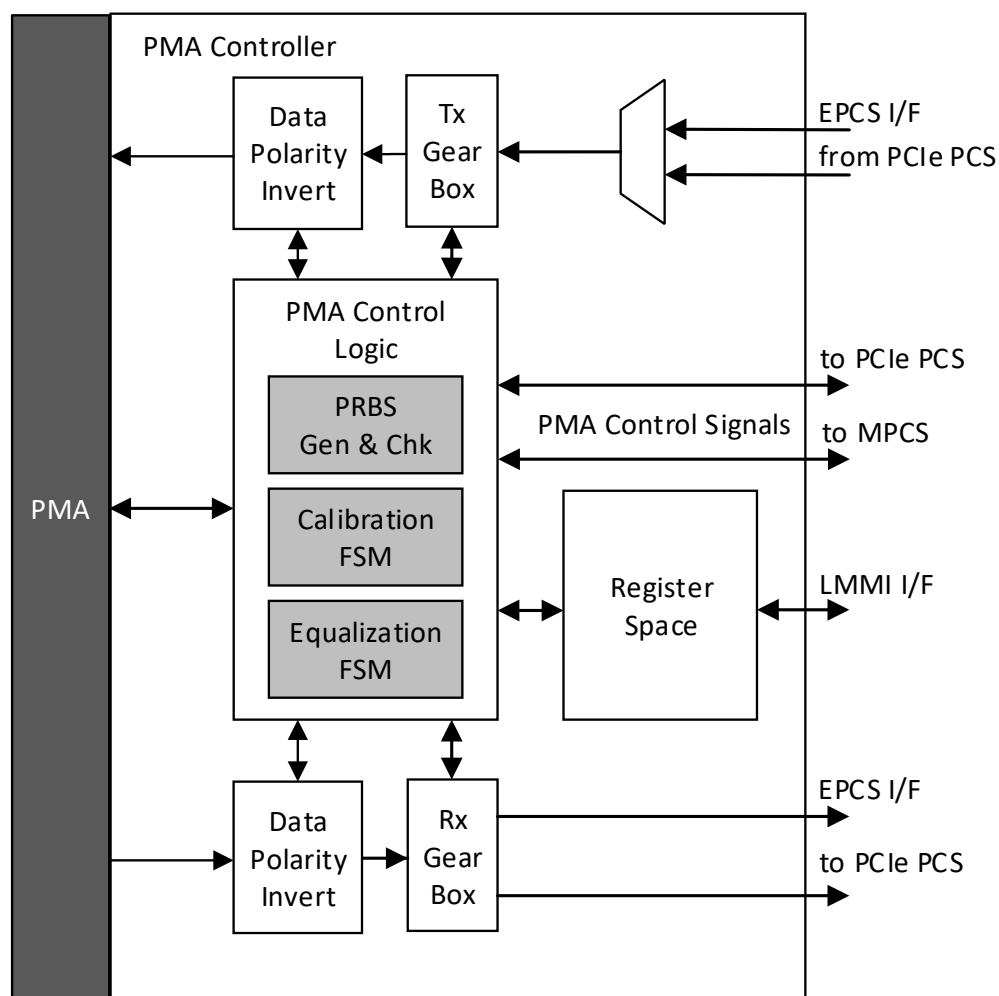 PMA Controller
Data
Polarity
Invert
Tx
Gear
Box
EPCS I/F
from PCIe PCS
PMA Control
Logic
PRBS
Gen & Chk
Calibration
FSM
Equalization
FSM
to PCIe PCS
PMA Control Signals
to MPCS
PMA
Register
Space
LMMI I/F
Data
Polarity
Invert
Rx
Gear
Box
EPCS I/F
to PCIe PCS